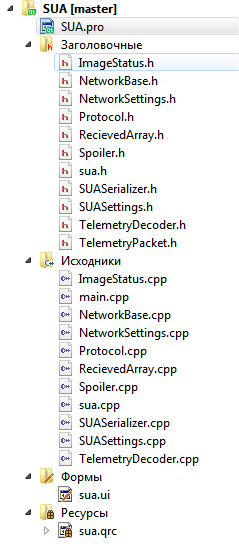 SUA [master]
SUA.pro
Заголовочные
ImageStatus.h
NetworkBase.h
NetworkSettings.h
Protocol.h
RecievedArray.h
Spoiler.h
sua.h
SUASerializer.h
SUASettings.h
TelemetryDecoder.h
TelemetryPacket.h
Исходники
ImageStatus.cpp
main.cpp
NetworkBase.cpp
NetworkSettings.cpp
Protocol.cpp
RecievedArray.cpp
Spoiler.cpp
sua.cpp
SUASerializer.cpp
SUASettings.cpp
TelemetryDecoder.cpp
Формы
sua.ui
Ресурсы
sua.qrc